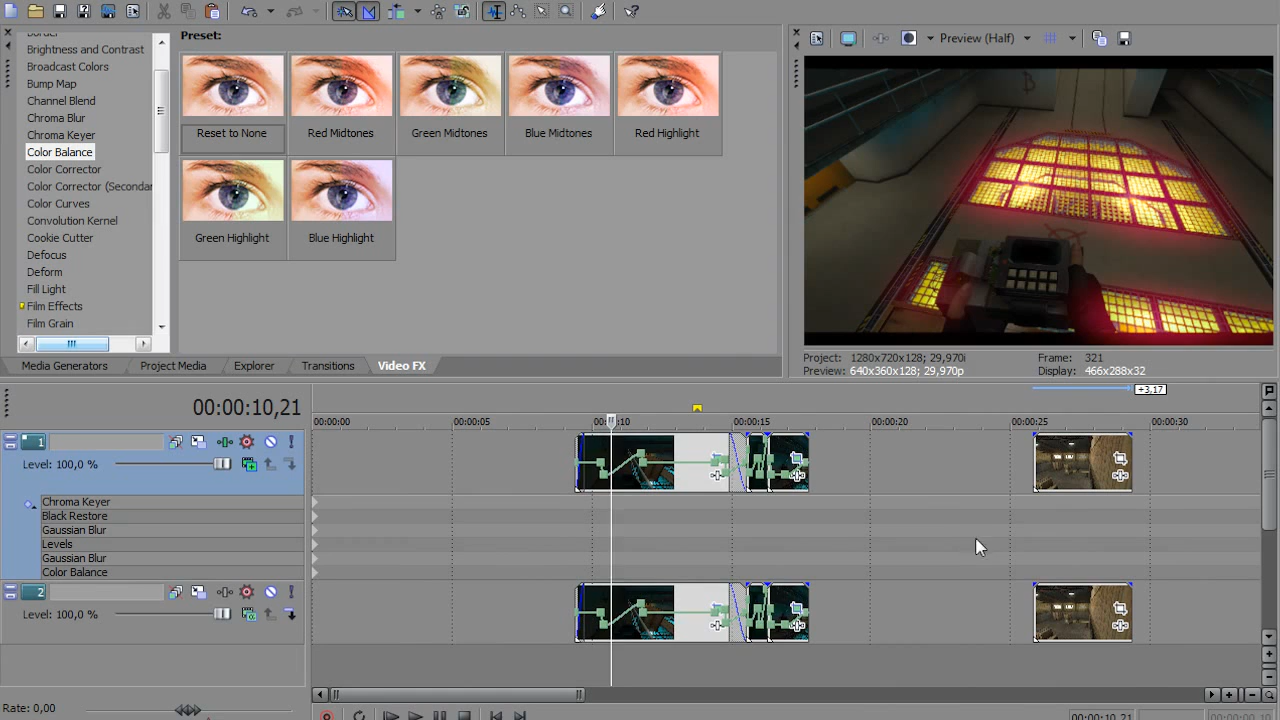 Preview (Half)
Border
Brightness and Contrast
Broadcast Colors
Bump Map
Channel Blend
Chroma Blur
Chroma Keyer
Color Balance
Color Corrector
Color Corrector (Secondar
Color Curves
Convolution Kernel
Cookie Cutter
Defocus
Deform
Fill Light
Film Effects
Film Grain
Preset:
Reset to None
Red Midtones
Green Midtones
Blue Midtones
Red Highlight
Green Highlight
Blue Highlight
Media Generators
Project Media
Explorer
Transitions
Video FX
Project: 1280x720x128; 29,970i
Frame: 321
Preview: 640x360x128; 29,970p
Display: 466x288x32
+3,17
00:00:10,21
00:00:00
00:00:05
00:00:10
00:00:15
00:00:20
00:00:25
00:00:30
1
Level: 100,0 %
Chroma Keyer
Black Restore
Gaussian Blur
Levels
Gaussian Blur
Color Balance
2
Level: 100,0 %
Rate: 0,00
00:00:10,21